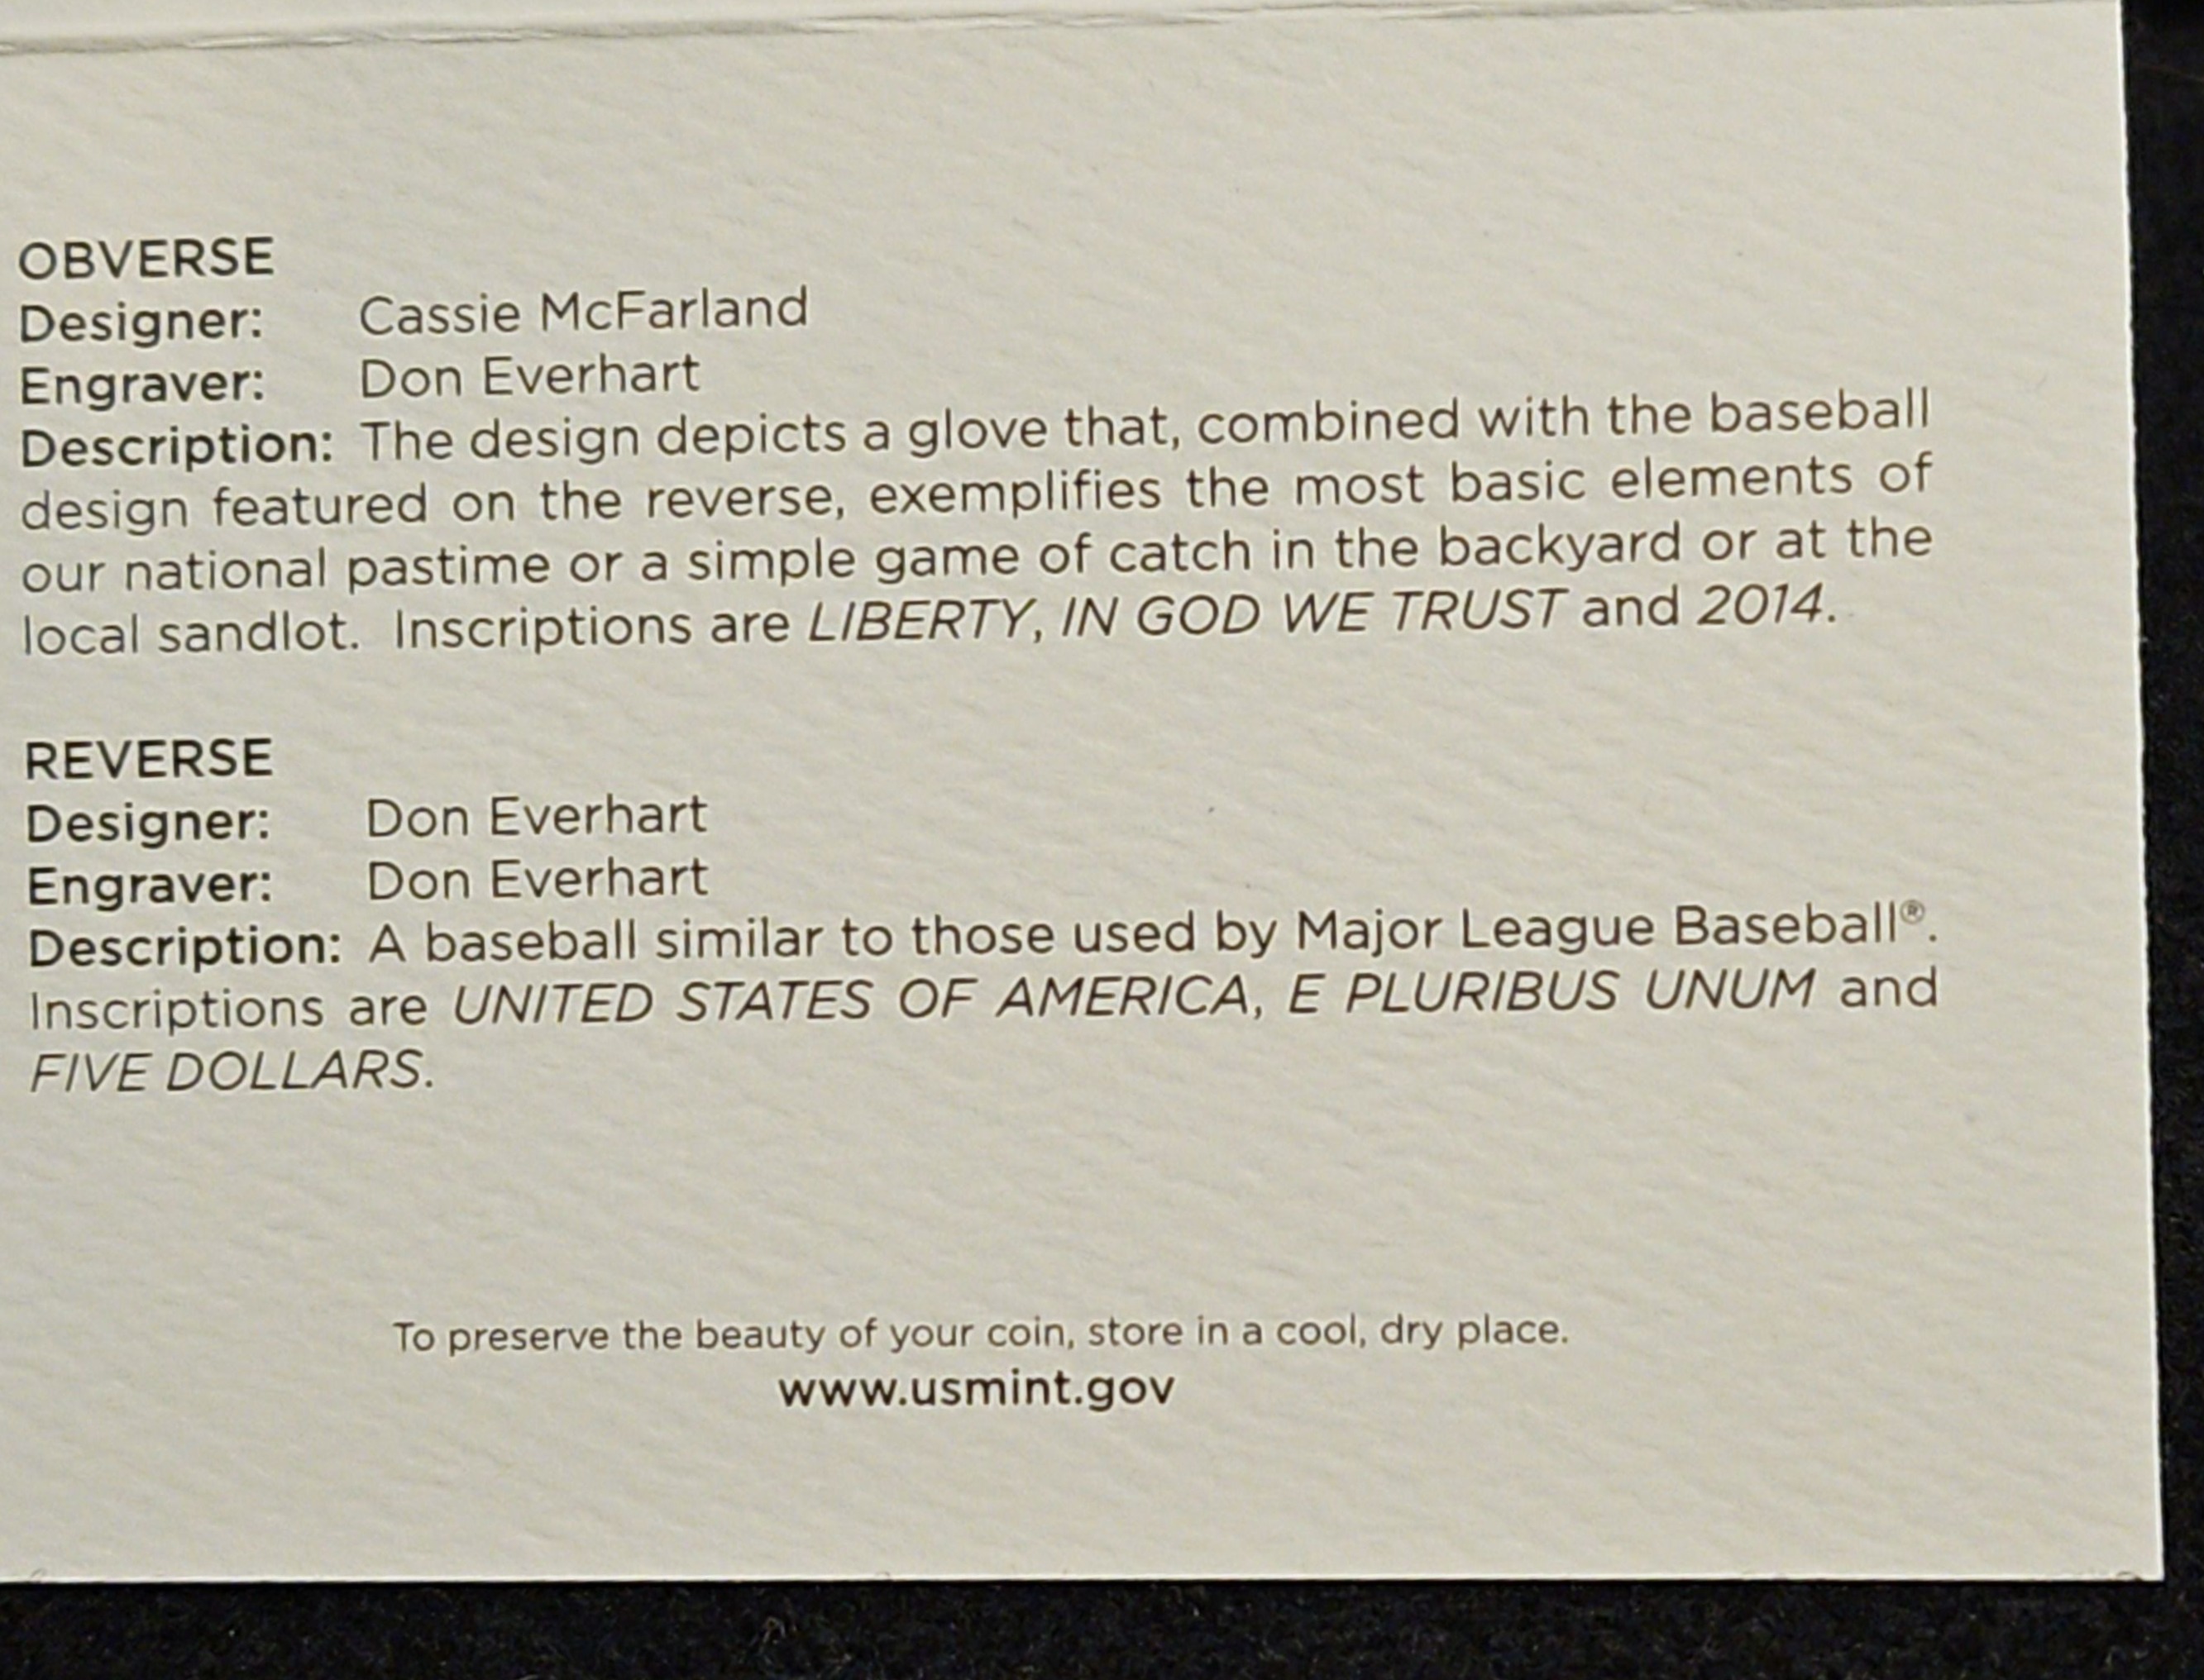 OBVERSE
Designer: Cassie McFarland
Engraver: Don Everhart
Description: The design depicts a glove that, combined with the baseball
design featured on the reverse, exemplifies the most basic elements of
our national pastime or a simple game of catch in the backyard or at the
local sandlot. Inscriptions are LIBERTY, IN GOD WE TRUST and 2014.
REVERSE
Designer: Don Everhart
Engraver: Don Everhart
Description: A baseball similar to those used by Major League Baseball®.
Inscriptions are UNITED STATES OF AMERICA, E PLURIBUS UNUM and
FIVE DOLLARS.
To preserve the beauty of your coin, store in a cool, dry place.
www.usmint.gov